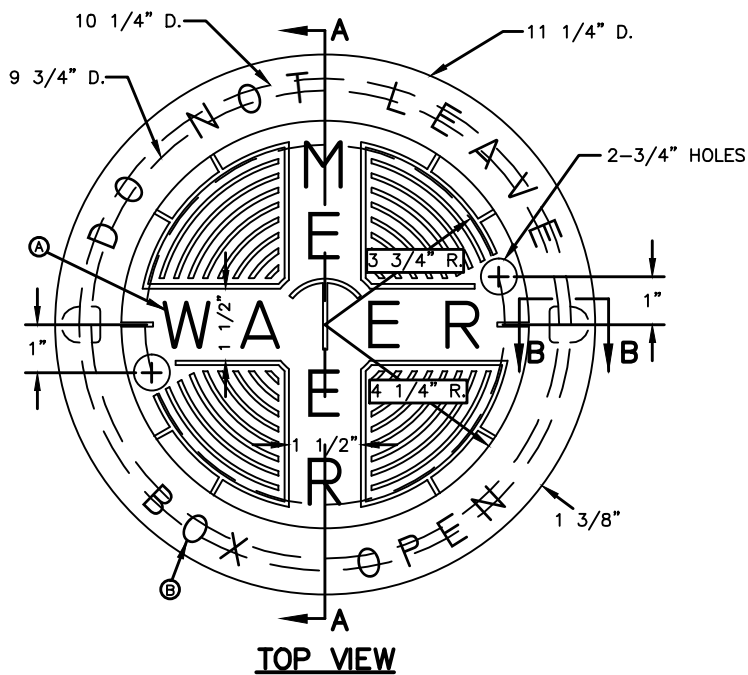 A
10 1/4" D.
11 1/4" D.
9 3/4" D.
DO NOT LEAVE
2-3/4" HOLES
M
E
A
3 3/4" R.
1"
WATER
1 1/2"
1"
B B
E
4 1/4" R.
1 1/2"
R
BOX OPEN
1 3/8"
B
A
TOP VIEW